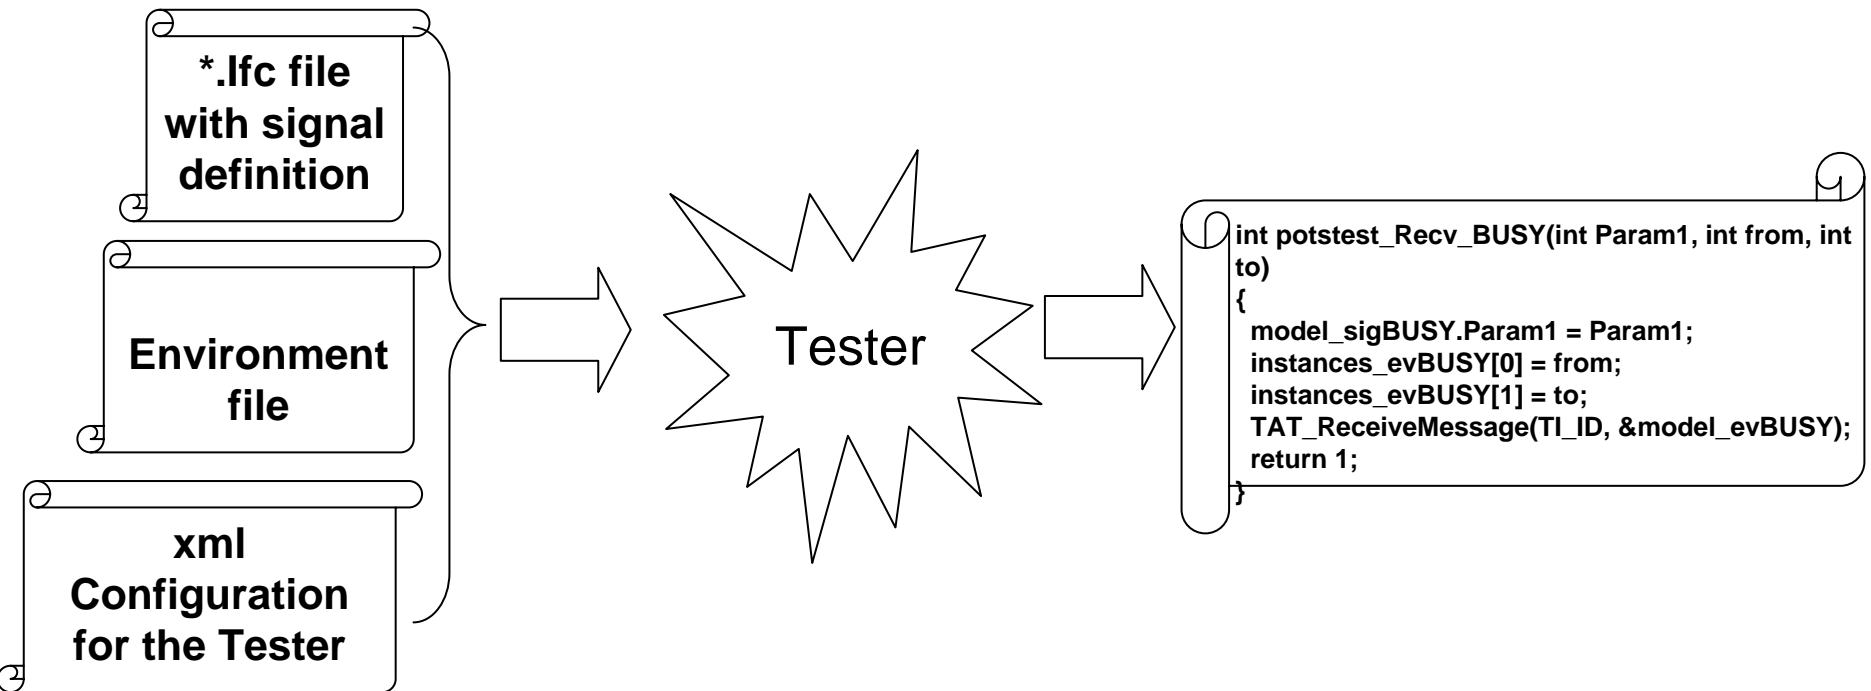 *.Ifc file
with signal
definition
Environment
file
xml
Configuration
for the Tester
Tester
int potstest_Recv_BUSY(int Param1, int from, int
to)
{
model_sigBUSY.Param1 = Param1;
instances_evBUSY[0] = from;
instances_evBUSY[1] = to;
TAT_ReceiveMessage(TI_ID, &model_evBUSY);
return 1;
}